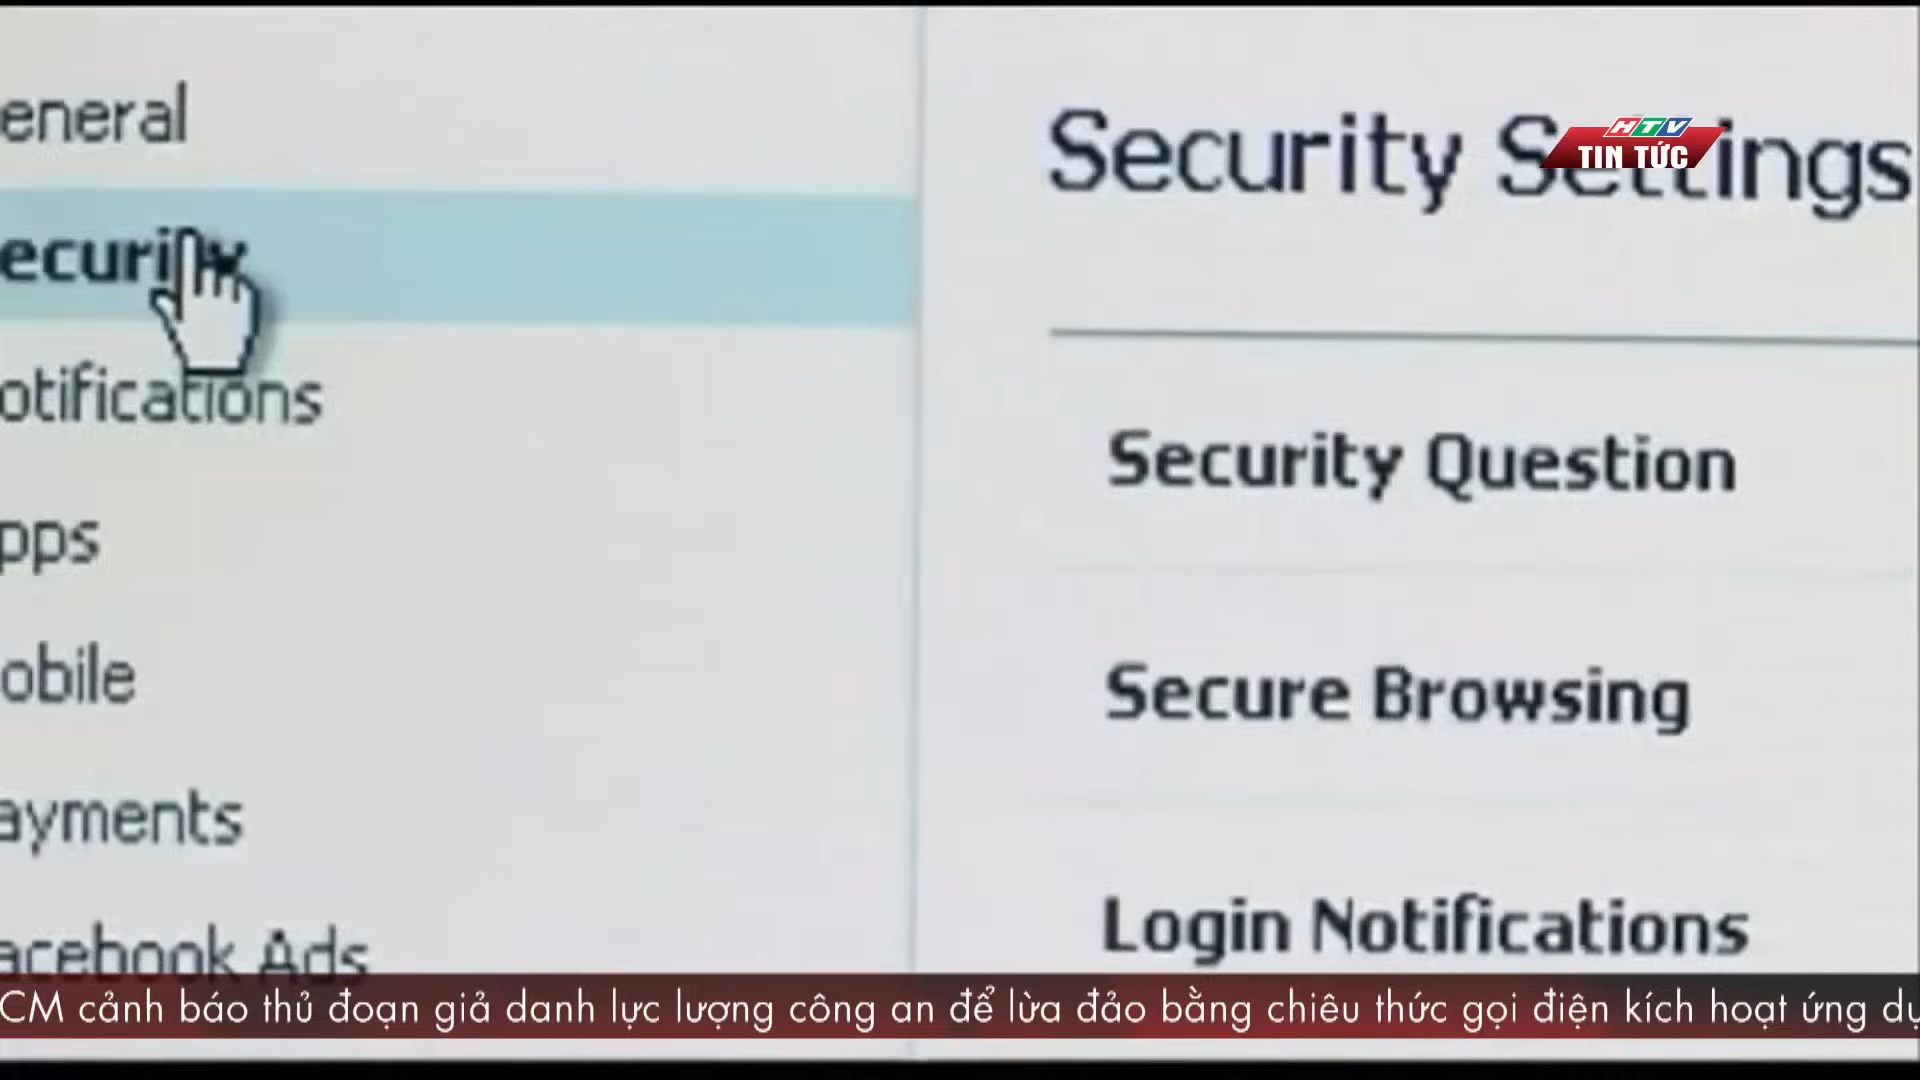 eneral
ecurity
otifications
pps
obile
ayments
acebook Ads
Security Settings
HTV
TIN TỨC
Security Question
Secure Browsing
Login Notifications
CM cảnh báo thủ đoạn giả danh lực lượng công an để lừa đảo bằng chiêu thức gọi điện kích hoạt ứng dụ